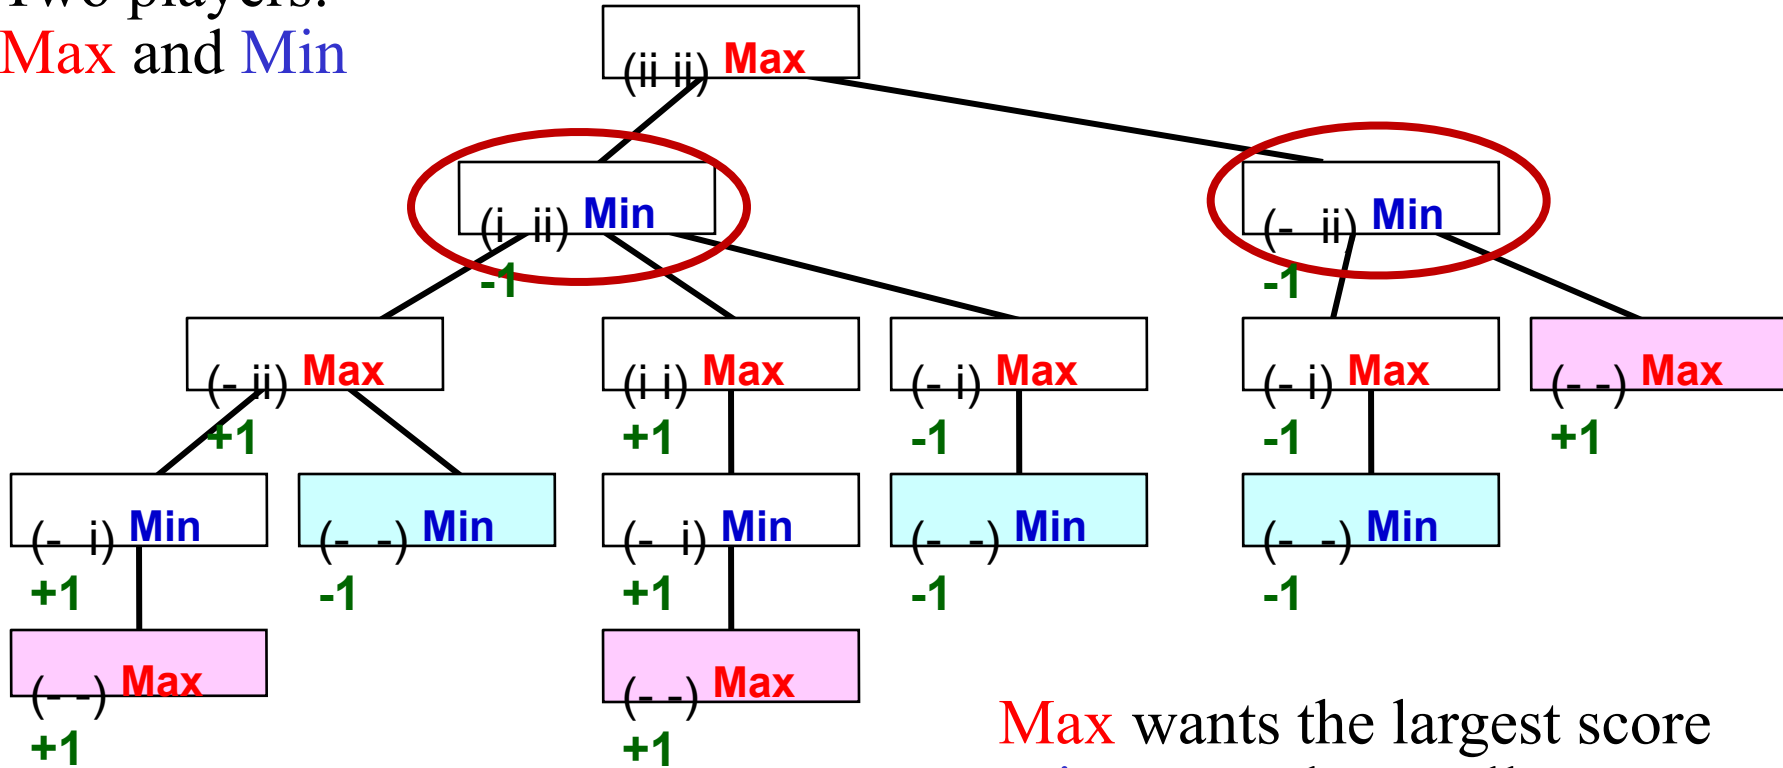 Two players:
Max and Min
(ii ii) Max
(i ii) Min
-1
(- ii) Min
-1
(- ii) Max
+1
(i i) Max
+1
(- i) Max
-1
(- i) Max
-1
(- -) Max
+1
(- i) Min
+1
(- -) Min
-1
(- i) Min
+1
(- -) Min
-1
(- -) Min
-1
(- -) Max
+1
(- -) Max
+1
Max wants the largest score